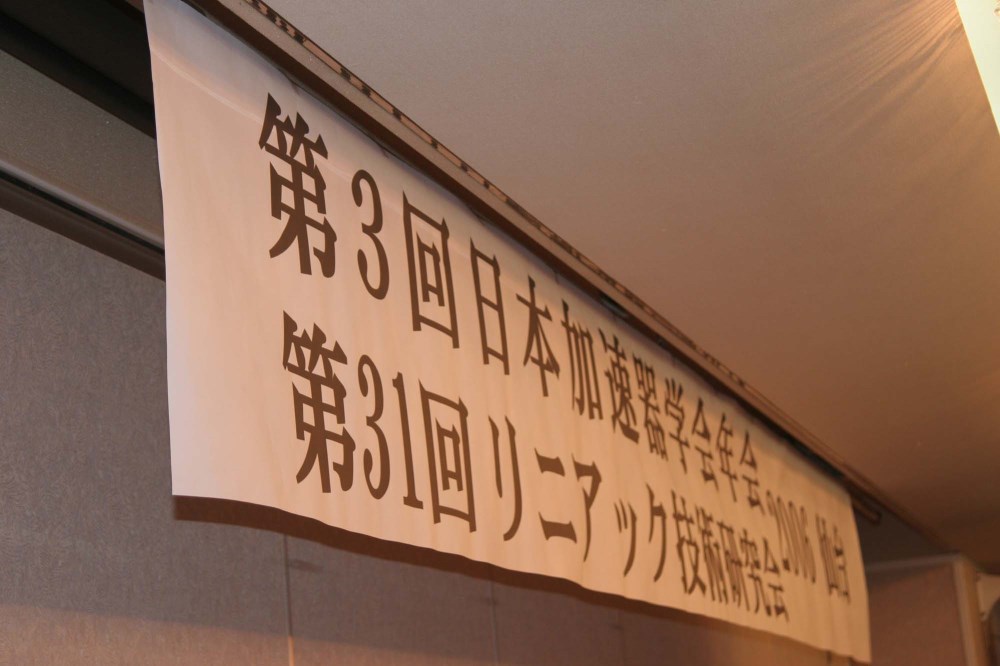 第3回日本加速器学会年会
第31回リニアック技術研究会
2006 仙台